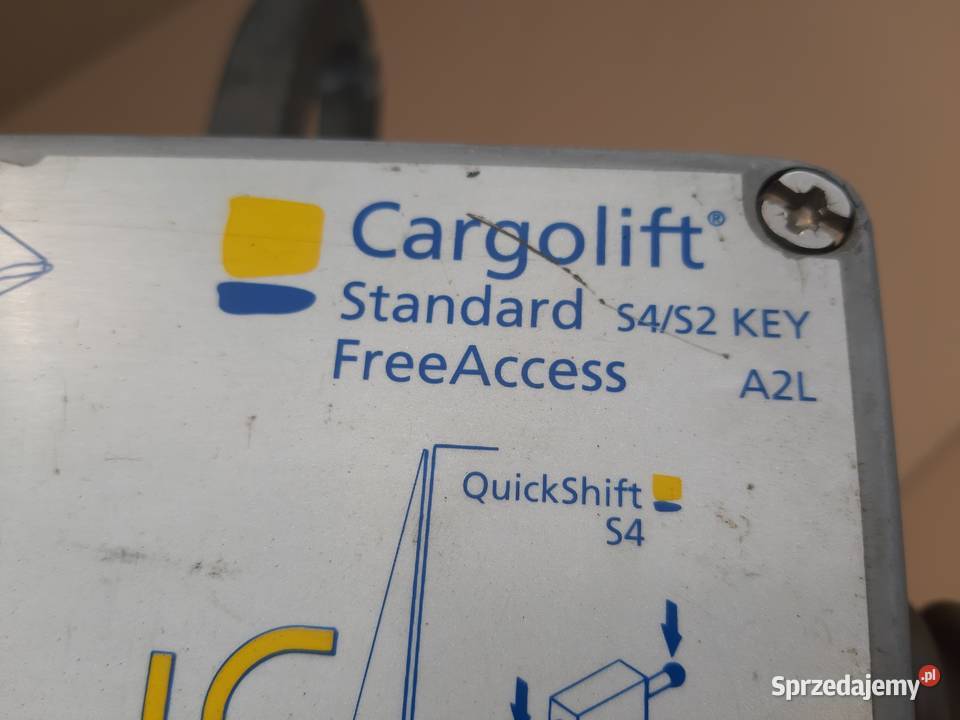 Cargolift®
Standard S4/S2 KEY
FreeAccess A2L
QuickShift
S4
Sprzedajemy.pl